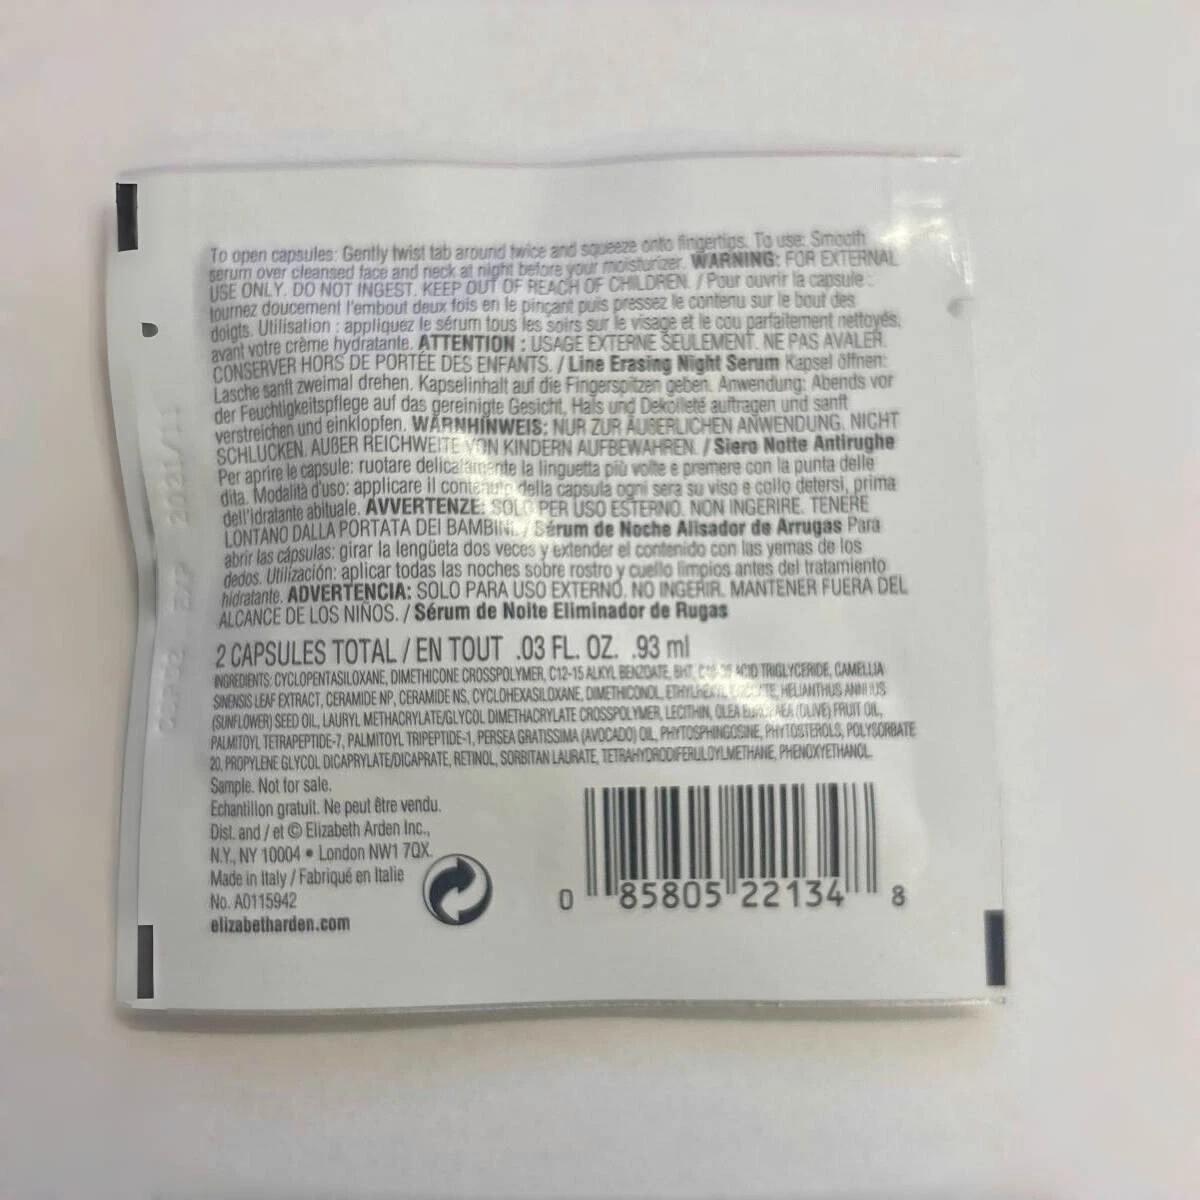 To open capsules: Gently twist tab around twice and squeeze onto fingertips. To use: Smooth
serum over cleansed face and neck at night before your moisturizer. WARNING: FOR EXTERNAL
USE ONLY. DO NOT INGEST. KEEP OUT OF REACH OF CHILDREN. / Pour ouvrir la capsule :
tournez doucement l'embout deux fois en le pinçant puis pressez le contenu sur le bout des
doigts. Utilisation : appliquez le sérum tous les soirs sur le visage et le cou parfaitement nettoyés,
avant votre crème hydratante. ATTENTION : USAGE EXTERNE SEULEMENT. NE PAS AVALER.
CONSERVER HORS DE PORTÉE DES ENFANTS. / Line Erasing Night Serum Kapsel öffnen:
Lasche sanft zweimal drehen. Kapselinhalt auf die Fingerspitzen geben. Anwendung: Abends vor
der Feuchtigkeitspflege auf das gereinigte Gesicht, Hals und Dekolleté auftragen und sanft
verstreichen und einklopfen. WARNHINWEIS: NUR ZUR ÄUßERLICHEN ANWENDUNG. NICHT
SCHLUCKEN. AUßER REICHWEITE VON KINDERN AUFBEWAHREN. / Siero Notte Antirughe
Per aprire le capsule: ruotare delicatamente la linguetta più volte e premere con la punta delle
dita. Modalità d'uso: applicare il contenuto della capsula ogni sera su viso e collo detersi, prima
dell'idratante abituale. AVVERTENZE: SOLO PER USO ESTERNO. NON INGERIRE. TENERE
LONTANO DALLA PORTATA DEI BAMBINI. / Sérum de Noche Alisador de Arrugas Para
abrir las cápsulas: girar la lengüeta dos veces y extender el contenido con las yemas de los
dedos. Utilización: aplicar todas las noches sobre rostro y cuello limpios antes del tratamiento
hidratante. ADVERTENCIA: SOLO PARA USO EXTERNO. NO INGERIR. MANTENER FUERA DEL
ALCANCE DE LOS NIÑOS. / Sérum de Noite Eliminador de Rugas
2 CAPSULES TOTAL / EN TOUT .03 FL. OZ. .93 ml
INGREDIENTS: CYCLOPENTASILOXANE, DIMETHICONE CROSSPOLYMER, C12-15 ALKYL BENZOATE, BHT, ACID TRIGLYCERIDE, CAMELLIA
SINENSIS LEAF EXTRACT, CERAMIDE NP, CERAMIDE NS, CYCLOHEXASILOXANE, DIMETHICONOL, HELIANTHUS ANNUUS
(SUNFLOWER) SEED OIL, LAURYL METHACRYLATE/GLYCOL DIMETHACRYLATE CROSSPOLYMER, LECITHIN, OLEA EUROPAEA (OLIVE) FRUIT OIL,
PALMITOYL TETRAPEPTIDE-7, PALMITOYL TRIPEPTIDE-1, PERSEA GRATISSIMA (AVOCADO) OIL, PHYTOSPHINGOSINE, PHYTOSTEROLS, POLYSORBATE
20, PROPYLENE GLYCOL DICAPRYLATE/DICAPRATE, RETINOL, SORBITAN LAURATE, TETRAHYDRODIFERULOYLMETHANE, PHENOXYETHANOL.
Sample. Not for sale.
Echantillon gratuit. Ne peut être vendu.
Dist. and / et © Elizabeth Arden Inc.,
N.Y., NY 10004 • London NW1 7QX.
Made in Italy / Fabriqué en Italie
No. A0115942
elizabetharden.com
0 85805 22134 8
EXP 2021/11